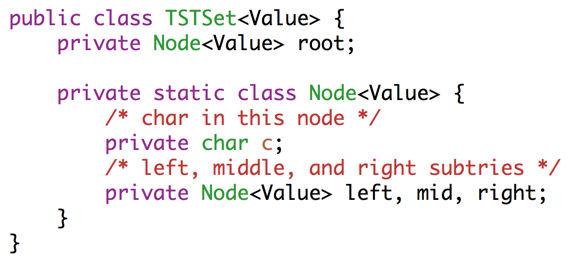 public class TSTSet<Value> {
    private Node<Value> root;

    private static class Node<Value> {
        /* char in this node */
        private char c;
        /* left, middle, and right subtries */
        private Node<Value> left, mid, right;
    }
}